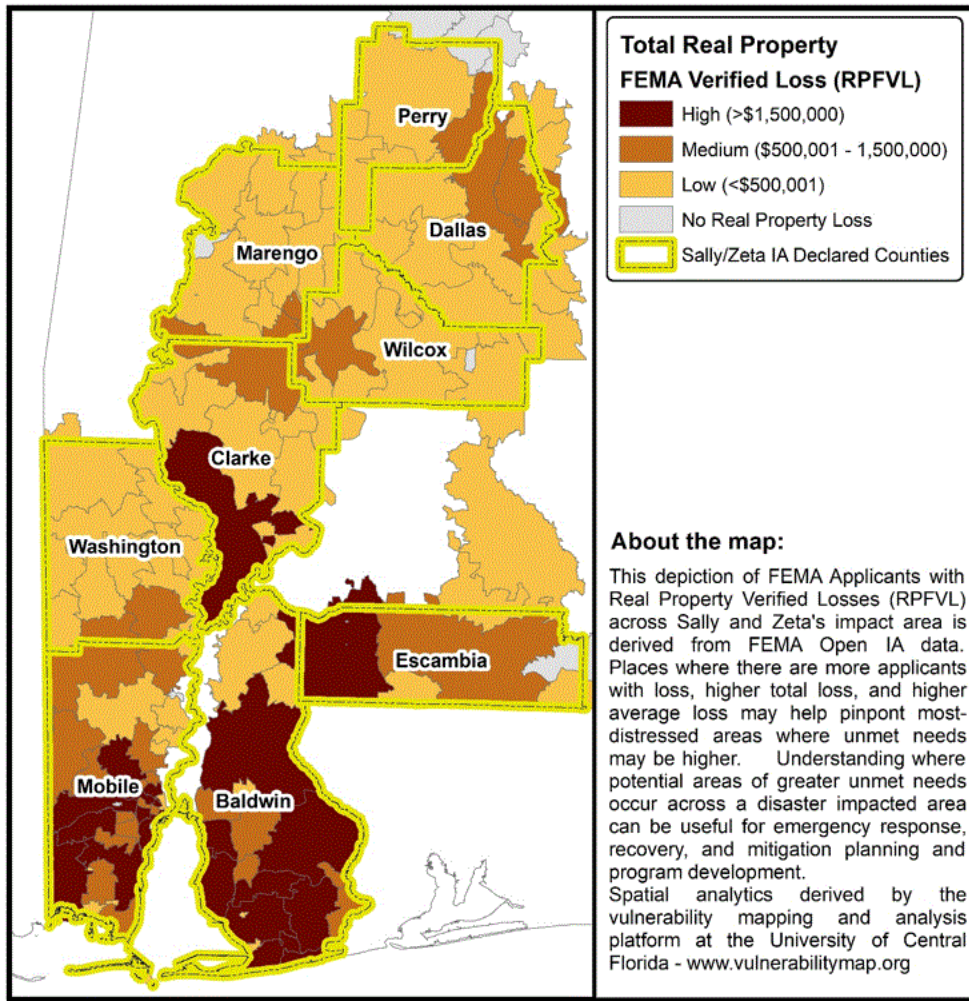 Perry
Dallas
Marengo
Wilcox
Clarke
Washington
Escambia
Mobile
Baldwin
Total Real Property
FEMA Verified Loss (RPFVL)
High (>$1,500,000)
Medium ($500,001 - 1,500,000)
Low (<$500,001)
No Real Property Loss
Sally/Zeta IA Declared Counties
About the map:
This depiction of FEMA Applicants with
Real Property Verified Losses (RPFVL)
across Sally and Zeta's impact area is
derived from FEMA Open IA data.
Places where there are more applicants
with loss, higher total loss, and higher
average loss may help pinpont most-
distressed areas where unmet needs
may be higher. Understanding where
potential areas of greater unmet needs
occur across a disaster impacted area
can be useful for emergency response,
recovery, and mitigation planning and
program development.
Spatial analytics derived by the
vulnerability mapping and analysis
platform at the University of Central
Florida - www.vulnerabilitymap.org